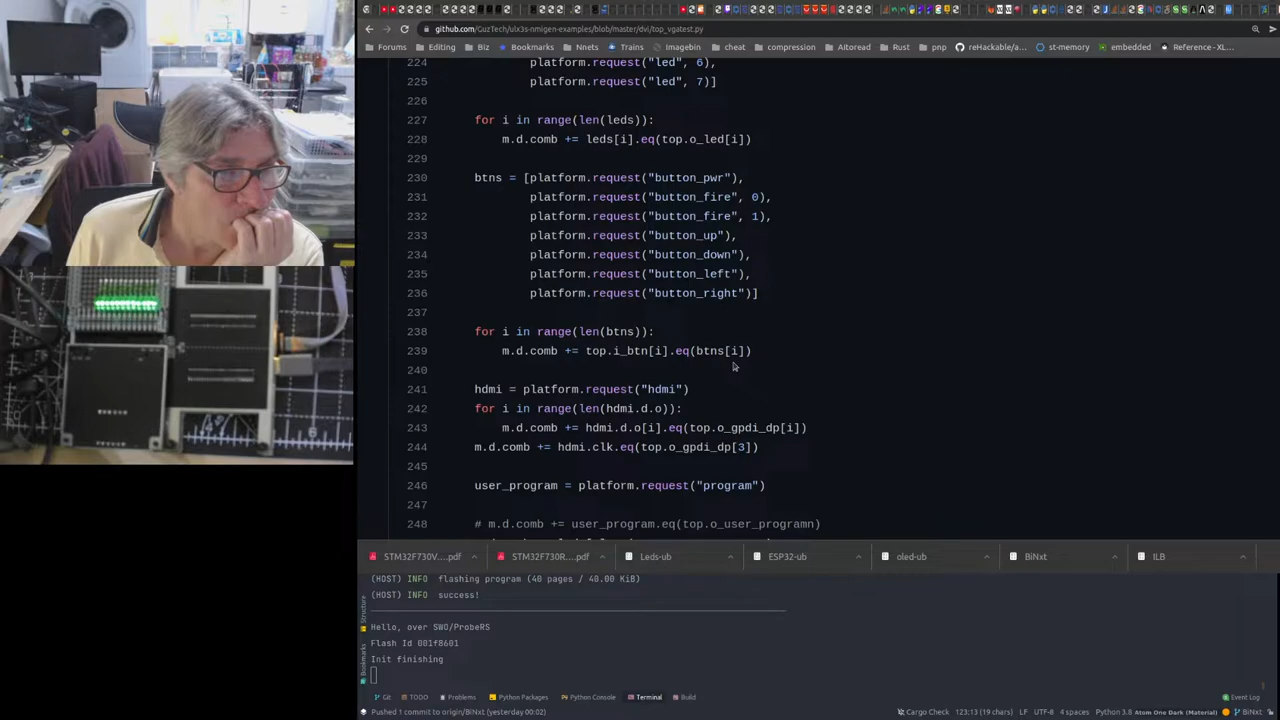 github.com/GuzTech/ulx3s-nmigen-examples/blob/master/dvi/top_vgatest.py
Forums Editing Biz Bookmarks Nnets Trains Imagebin cheat compression Aitoread Rust pnp rtHackable/a... st-memory embedded Reference - XL...
224 platform.request("led", 6),
225 platform.request("led", 7)]
226
227 for i in range(len(leds)):
228 m.d.comb += leds[i].eq(top.o_led[i])
229
230 btns = [platform.request("button_pwr"),
231 platform.request("button_fire", 0),
232 platform.request("button_fire", 1),
233 platform.request("button_up"),
234 platform.request("button_down"),
235 platform.request("button_left"),
236 platform.request("button_right")]
237
238 for i in range(len(btns)):
239 m.d.comb += top.i_btn[i].eq(btns[i])
240
241 hdmi = platform.request("hdmi")
242 for i in range(len(hdmi.d.o)):
243 m.d.comb += hdmi.d.o[i].eq(top.o_gpdi_dp[i])
244 m.d.comb += hdmi.clk.eq(top.o_gpdi_dp[3])
245
246 user_program = platform.request("program")
247
248 # m.d.comb += user_program.eq(top.o_user_programn)
STM32F730V....pdf STM32F730R....pdf Leds-ub ESP32-ub oled-ub BiNxt ILB
(HOST) INFO flashing program (40 pages / 40.00 KiB)
(HOST) INFO success!
Hello, over SWO/ProbeRS
Flash Id 001f8601
Init finishing
Structure
Bookmarks
Git TODO Problems Python Packages Python Console Terminal Build Event Log
Pushed 1 commit to origin/BiNxt (yesterday 00:02) Cargo Check 123:13 (19 chars) LF UTF-8 4 spaces Python 3.8 Atom One Dark (Material) BiNxt